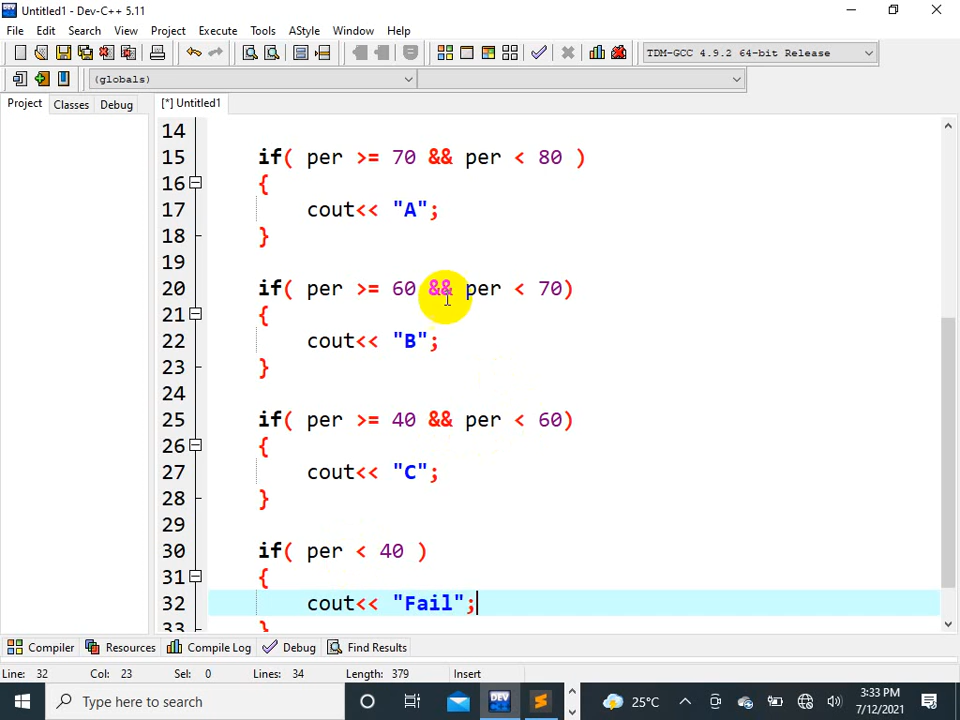 Untitled1 - Dev-C++ 5.11
File Edit Search View Project Execute Tools AStyle Window Help
TDM-GCC 4.9.2 64-bit Release
(globals)
Project Classes Debug [*] Untitled1
14
15 if( per >= 70 && per < 80 )
16 {
17 cout<< "A";
18 }
19
20 if( per >= 60 && per < 70)
21 {
22 cout<< "B";
23 }
24
25 if( per >= 40 && per < 60)
26 {
27 cout<< "C";
28 }
29
30 if( per < 40 )
31 {
32 cout<< "Fail";
33 }
Compiler Resources Compile Log Debug Find Results
Line: 32 Col: 23 Sel: 0 Lines: 34 Length: 379 Insert
Type here to search 25°C 3:33 PM
7/12/2021